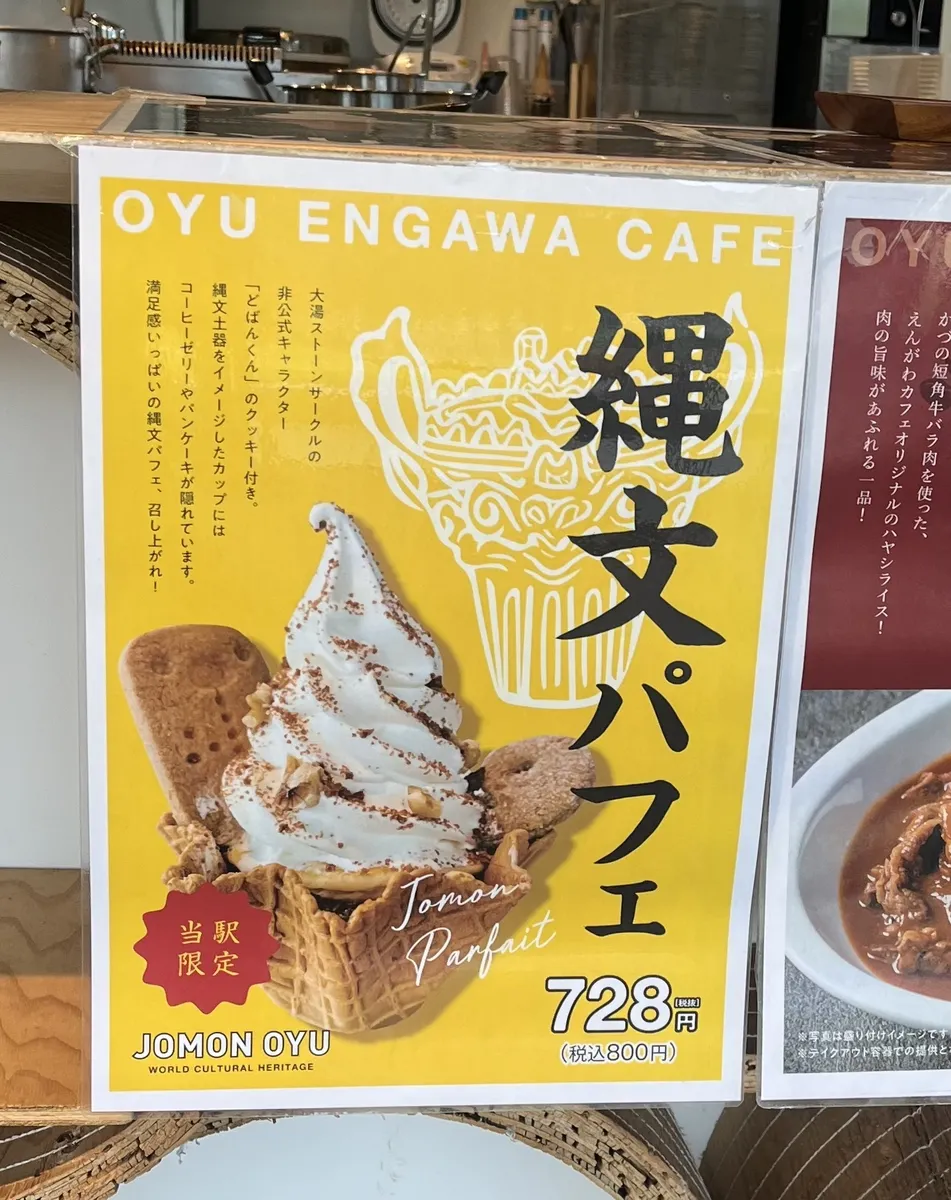 OYU ENGAWA CAFE
縄文パフェ
大湯ストーンサークルの
非公式キャラクター
「どばんくん」のクッキー付き。
縄文土器をイメージしたカップには
コーヒーゼリーやパンケーキが隠れています。
満足感いっぱいの縄文パフェ、召し上がれ！
Jomon
Parfait
当駅
限定
728円
[税抜]
(税込800円)
JOMON OYU
WORLD CULTURAL HERITAGE
OYU
かづの短角牛バラ肉を使った、
えんがわカフェオリジナルのハヤシライス！
肉の旨味があふれる一品！
※写真は盛り付けイメージです
※テイクアウト容器での提供と